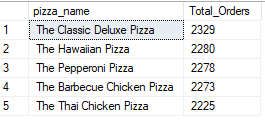 pizza_name Total_Orders
1 The Classic Deluxe Pizza 2329
2 The Hawaiian Pizza 2280
3 The Pepperoni Pizza 2278
4 The Barbecue Chicken Pizza 2273
5 The Thai Chicken Pizza 2225